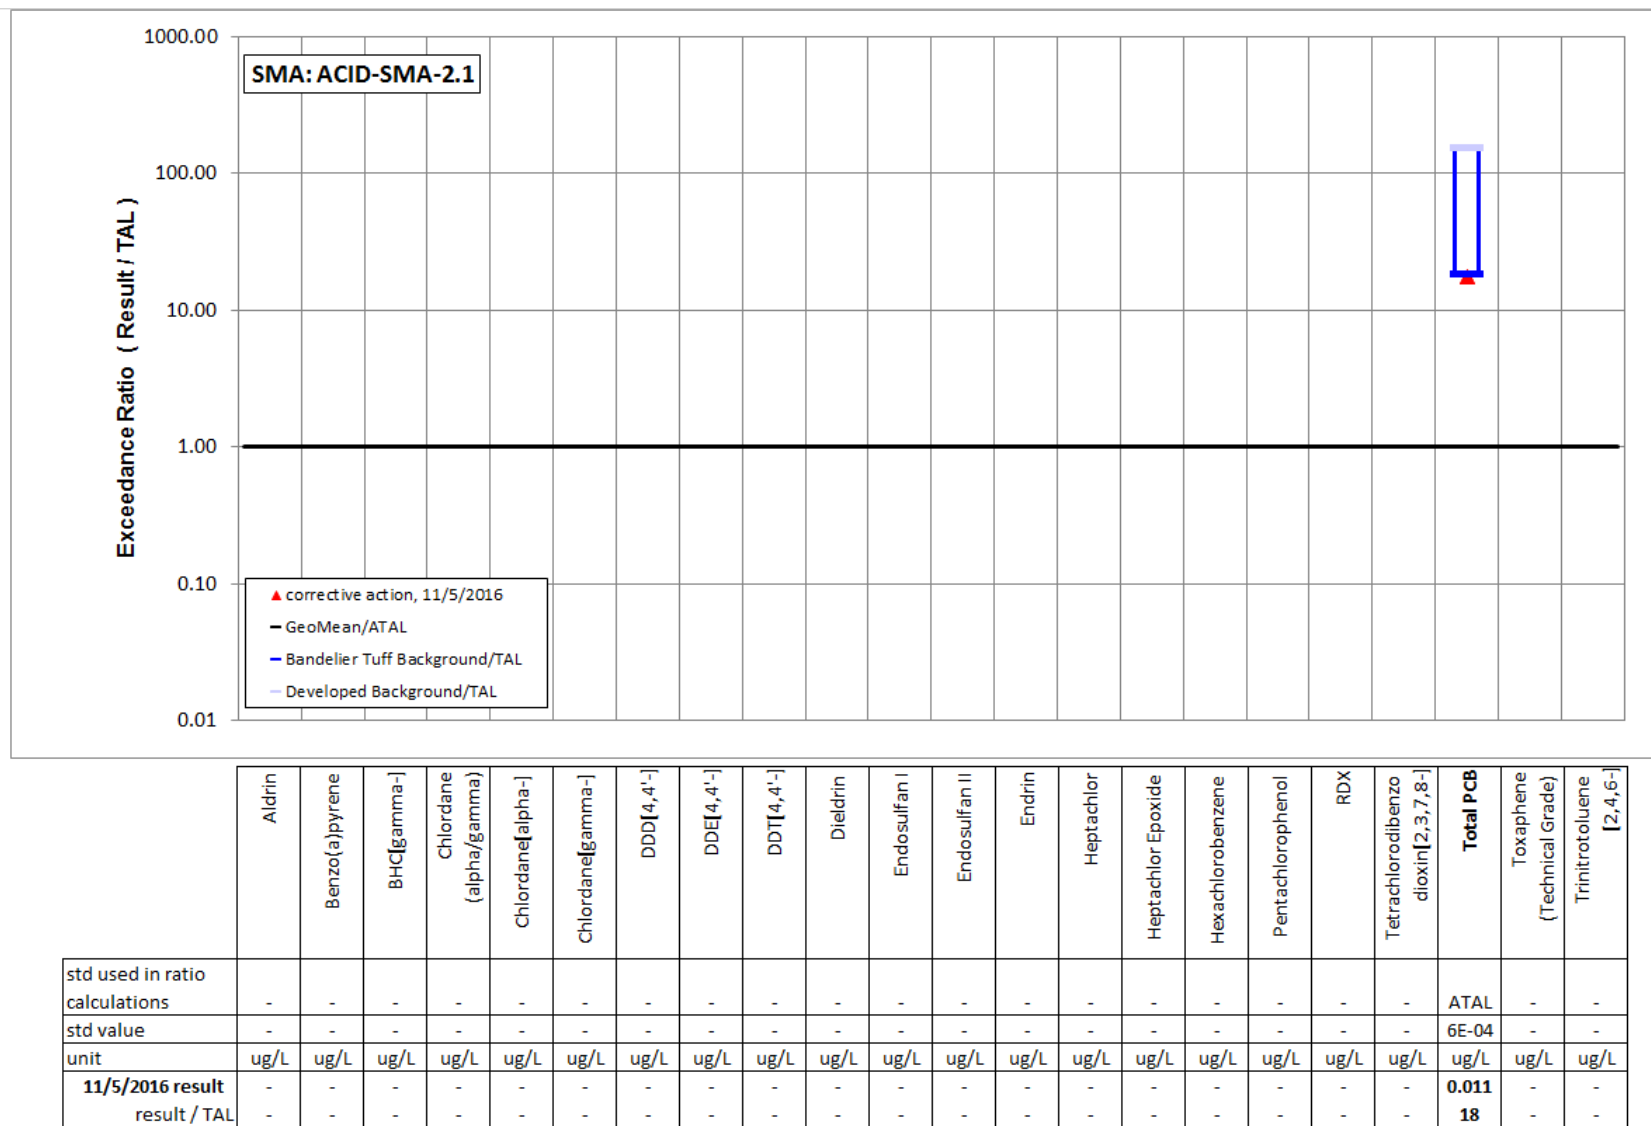 1000.00
SMA: ACID-SMA-2.1
100.00
10.00
1.00
0.10
0.01
Exceedance Ratio ( Result / TAL )
corrective action, 11/5/2016
GeoMean/ATAL
Bandelier Tuff Background/TAL
Developed Background/TAL
Aldrin
Benzo(a)pyrene
BHC[gamma-]
Chlordane
(alpha/gamma)
Chlordane[alpha-]
Chlordane[gamma-]
DDD[4,4'-]
DDE[4,4'-]
DDT[4,4'-]
Dieldrin
Endosulfan I
Endosulfan II
Endrin
Heptachlor
Heptachlor Epoxide
Hexachlorobenzene
Pentachlorophenol
RDX
Tetrachlorodibenzo
dioxin[2,3,7,8-]
Total PCB
Toxaphene
(Technical Grade)
Trinitrotoluene
[2,4,6-]
std used in ratio
calculations - - - - - - - - - - - - - - - - - - - ATAL - -
std value - - - - - - - - - - - - - - - - - - - 6E-04 - -
unit ug/L ug/L ug/L ug/L ug/L ug/L ug/L ug/L ug/L ug/L ug/L ug/L ug/L ug/L ug/L ug/L ug/L ug/L ug/L ug/L ug/L ug/L
11/5/2016 result - - - - - - - - - - - - - - - - - - - 0.011 - -
result / TAL - - - - - - - - - - - - - - - - - - - 18 - -